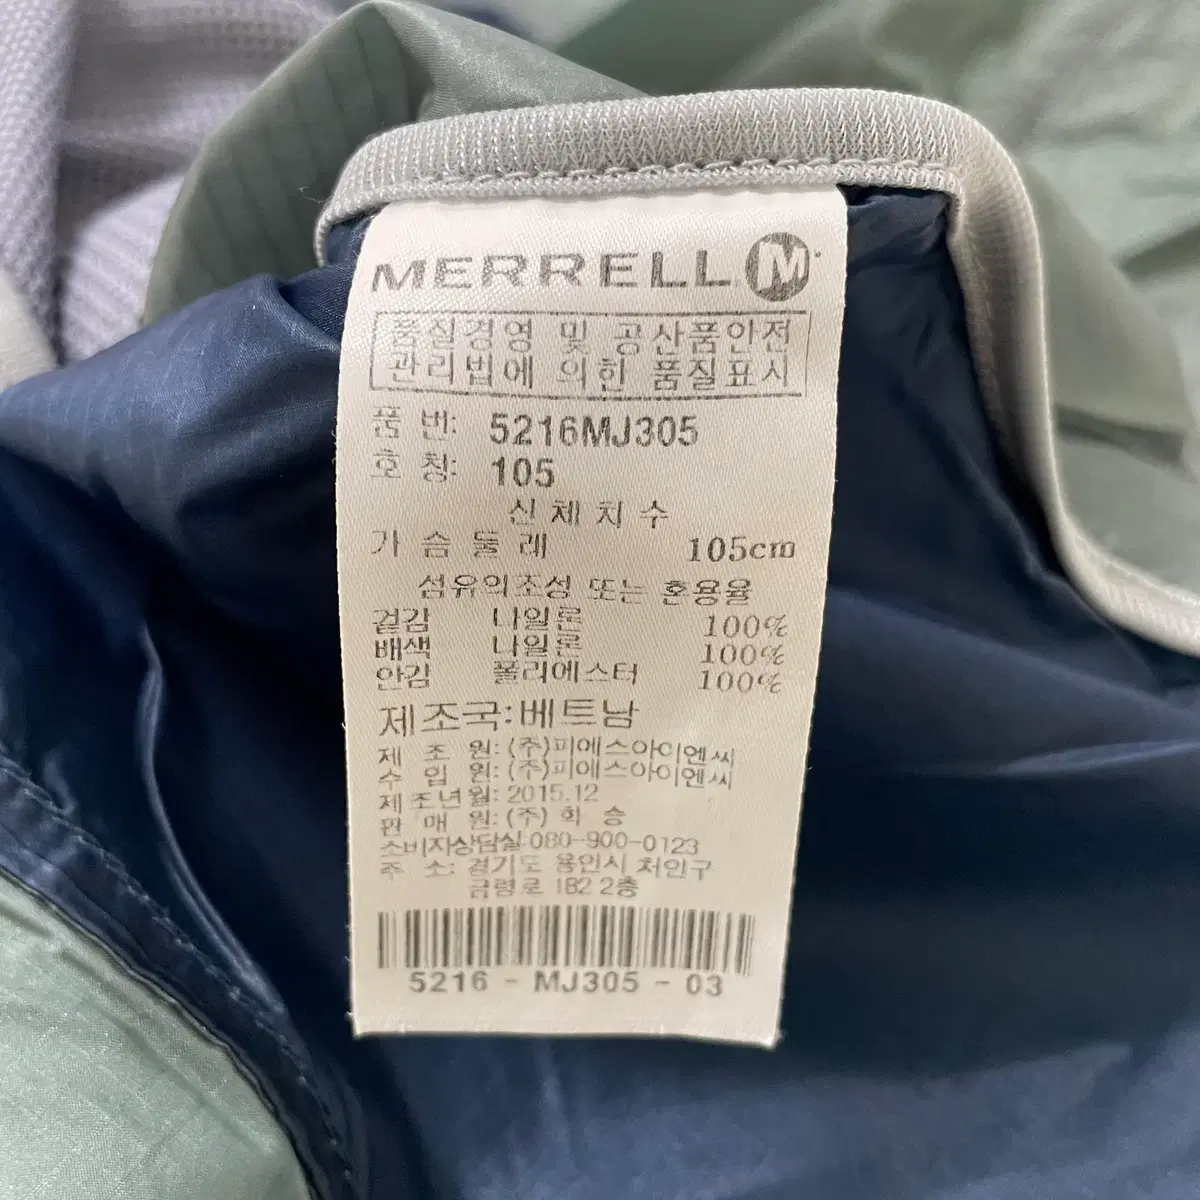 MERRELL M
품질경영 및 공산품안전
관리법에 의한 품질표시
품 번: 5216MJ305
호 칭: 105
신체치수
가슴둘레 105cm
섬유의조성 또는 혼용율
겉감 나일론 100%
배색 나일론 100%
안감 폴리에스터 100%
제조국:베트남
제 조 원: (주)피에스아이엔씨
수 입 원: (주)피에스아이엔씨
제조년월: 2015.12
판 매 원: (주) 화 승
소비자상담실:080-900-0123
주 소: 경기도 용인시 처인구
금령로 182 2층
5216 - MJ305 - 03